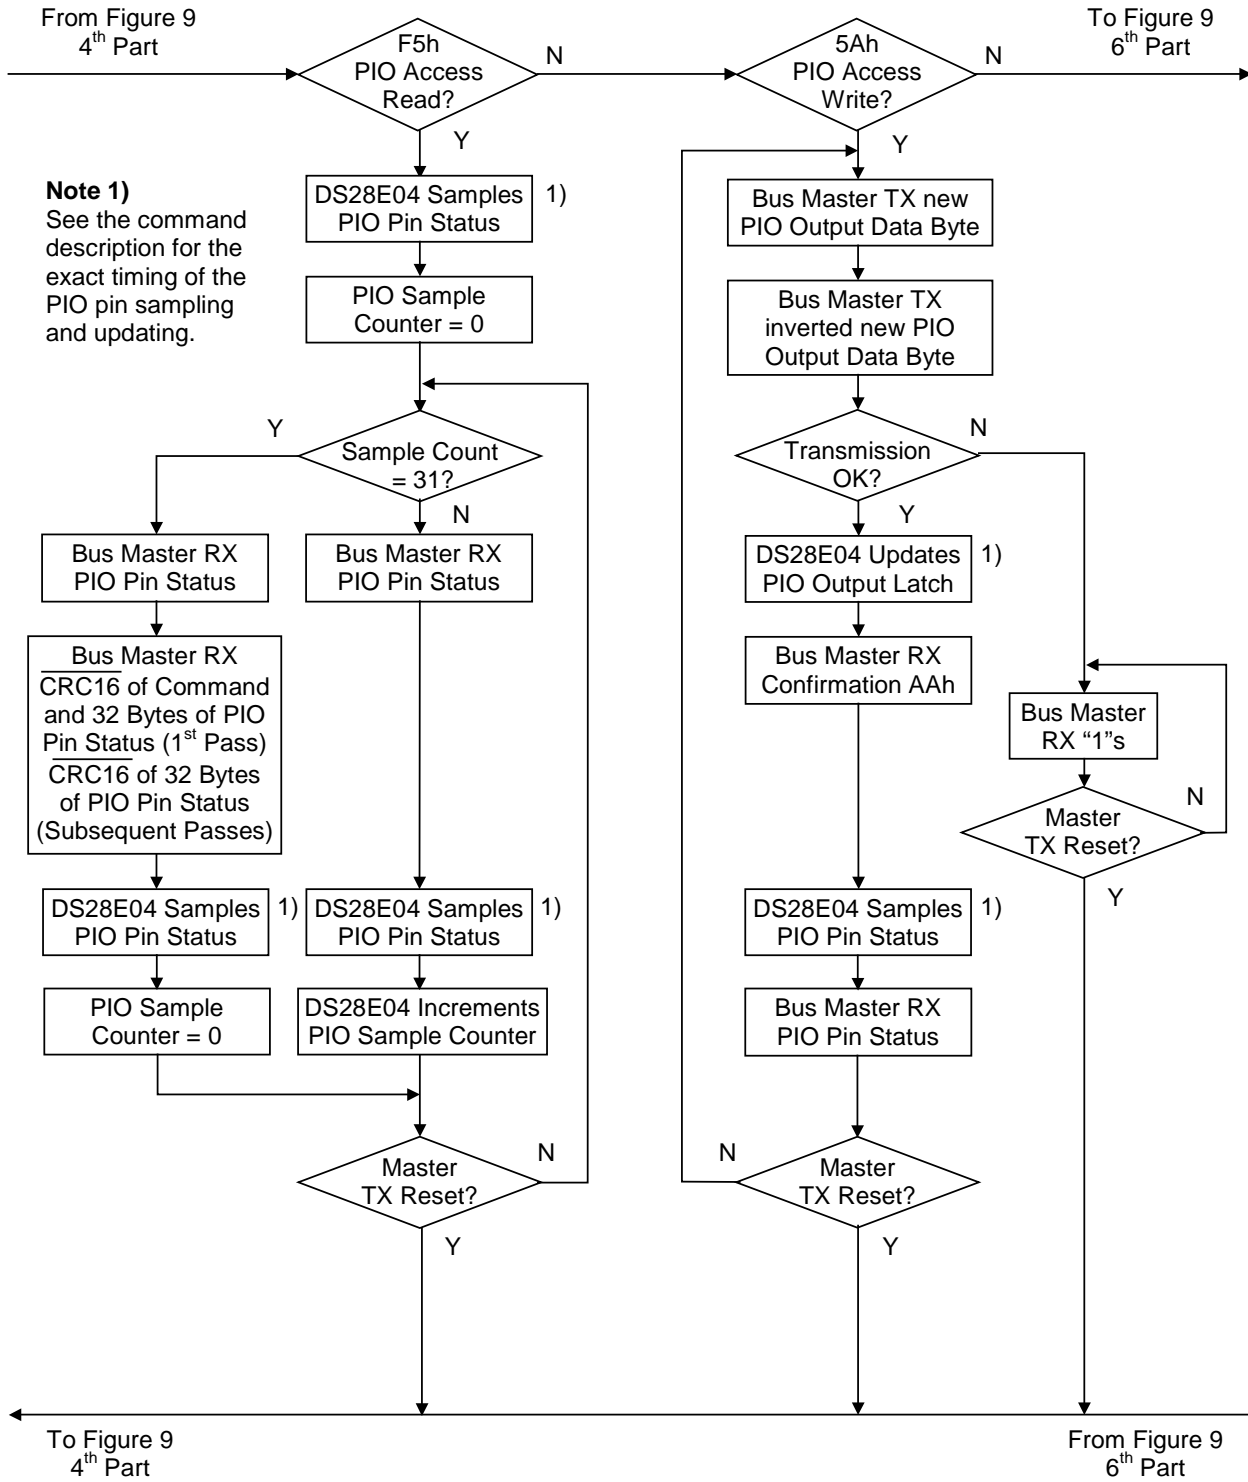 From Figure 9
4th Part
To Figure 9
6th Part
F5h
PIO Access
Read?
N
Y
5Ah
PIO Access
Write?
N
Y
Note 1)
See the command
description for the
exact timing of the
PIO pin sampling
and updating.
DS28E04 Samples
PIO Pin Status
1)
PIO Sample
Counter = 0
Sample Count
= 31?
Y
N
Bus Master RX
PIO Pin Status
Bus Master RX
CRC16 of Command
and 32 Bytes of PIO
Pin Status (1st Pass)
CRC16 of 32 Bytes
of PIO Pin Status
(Subsequent Passes)
DS28E04 Samples
PIO Pin Status
1)
PIO Sample
Counter = 0
Bus Master RX
PIO Pin Status
DS28E04 Samples
PIO Pin Status
1)
DS28E04 Increments
PIO Sample Counter
Master
TX Reset?
N
Y
Bus Master TX new
PIO Output Data Byte
Bus Master TX
inverted new PIO
Output Data Byte
Transmission
OK?
N
Y
DS28E04 Updates
PIO Output Latch
1)
Bus Master RX
Confirmation AAh
DS28E04 Samples
PIO Pin Status
1)
Bus Master RX
PIO Pin Status
Master
TX Reset?
N
Y
Bus Master
RX “1”s
Master
TX Reset?
N
Y
To Figure 9
4th Part
From Figure 9
6th Part